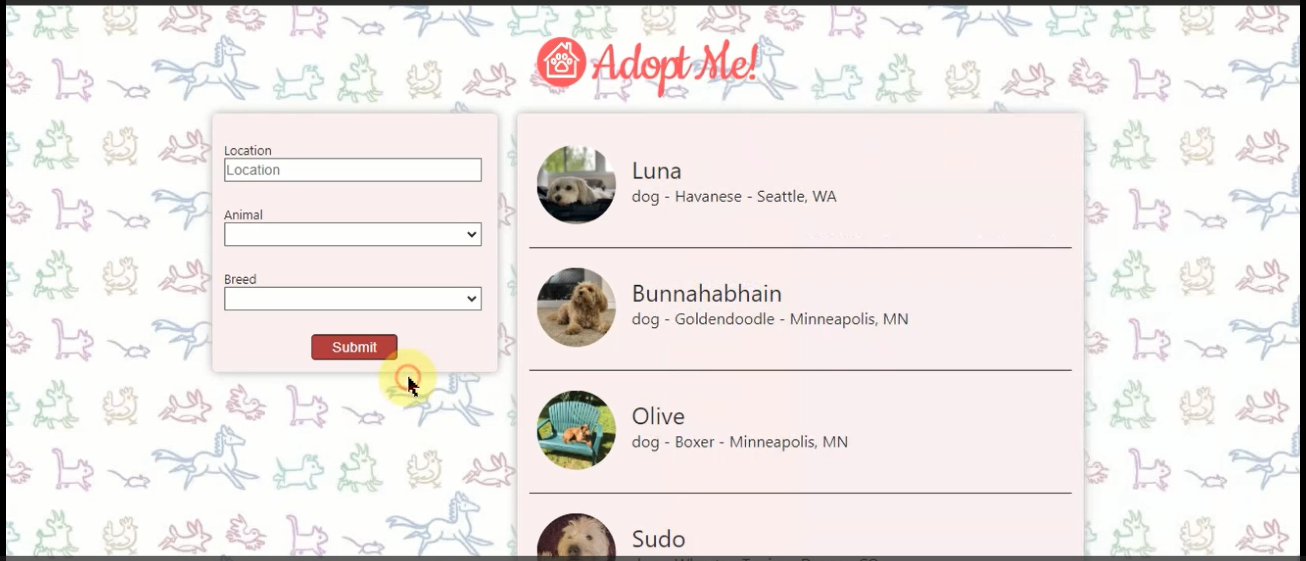 Adopt Me!
Location
Location
Animal
Breed
Submit
Luna
dog - Havanese - Seattle, WA
Bunnahabhain
dog - Goldendoodle - Minneapolis, MN
Olive
dog - Boxer - Minneapolis, MN
Sudo